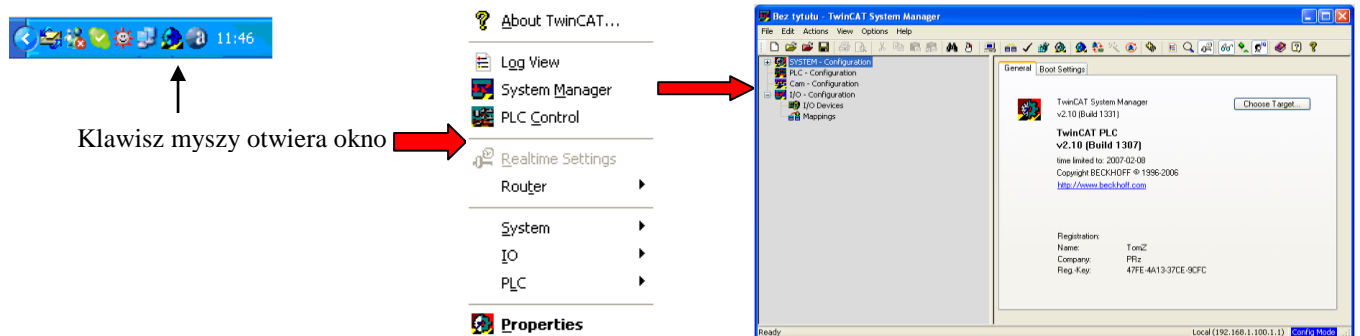 11:46
Klawisz myszy otwiera okno
About TwinCAT...
Log View
System Manager
PLC Control
Realtime Settings
Router
System
IO
PLC
Properties
Bez tytułu - TwinCAT System Manager
File Edit Actions View Options Help
SYSTEM - Configuration
PLC - Configuration
Cam - Configuration
I/O - Configuration
I/O Devices
Mappings
General Boot Settings
TwinCAT System Manager
v2.10 (Build 1331)
Choose Target...
TwinCAT PLC
v2.10 (Build 1307)
time limited to: 2007-02-08
Copyright BECKHOFF © 1996-2006
http://www.beckhoff.com
Registration:
Name: TomZ
Company: PRz
Reg.-Key: 47FE-4A13-37CE-9CFC
Ready Local (192.168.1.100.1.1) Config Mode